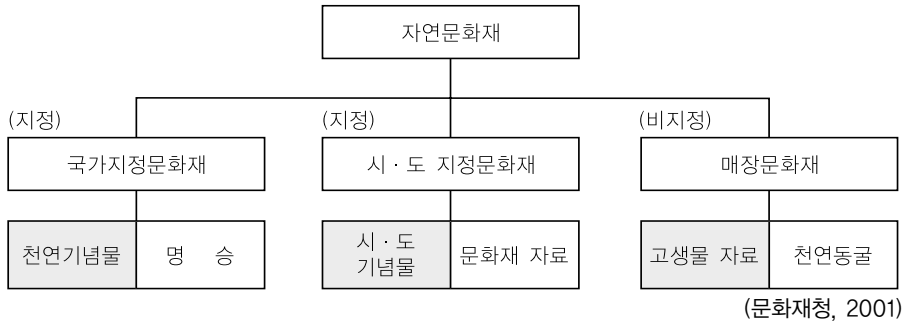 자연문화재
(지정) (지정) (비지정)
국가지정문화재 시 · 도 지정문화재 매장문화재
천연기념물 명 승 시 · 도 기념물 문화재 자료 고생물 자료 천연동굴
(문화재청, 2001)